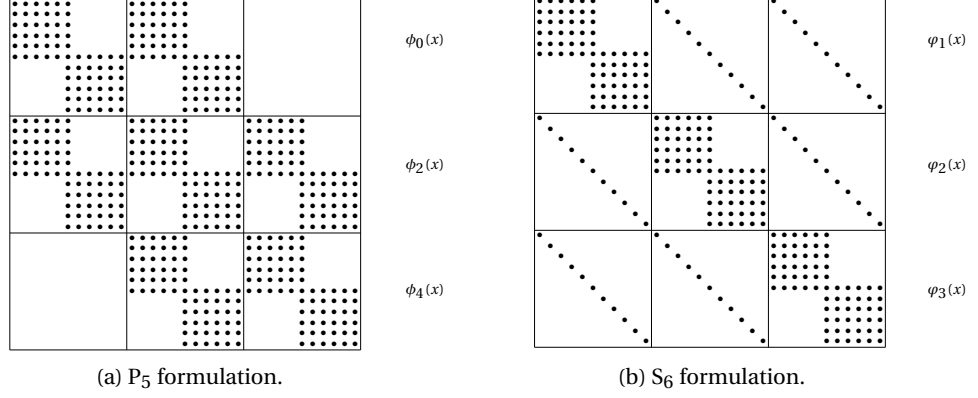 ϕ₀(x)
φ₁(x)
ϕ₂(x)
φ₂(x)
ϕ₄(x)
φ₃(x)
(a) P₅ formulation.
(b) S₆ formulation.